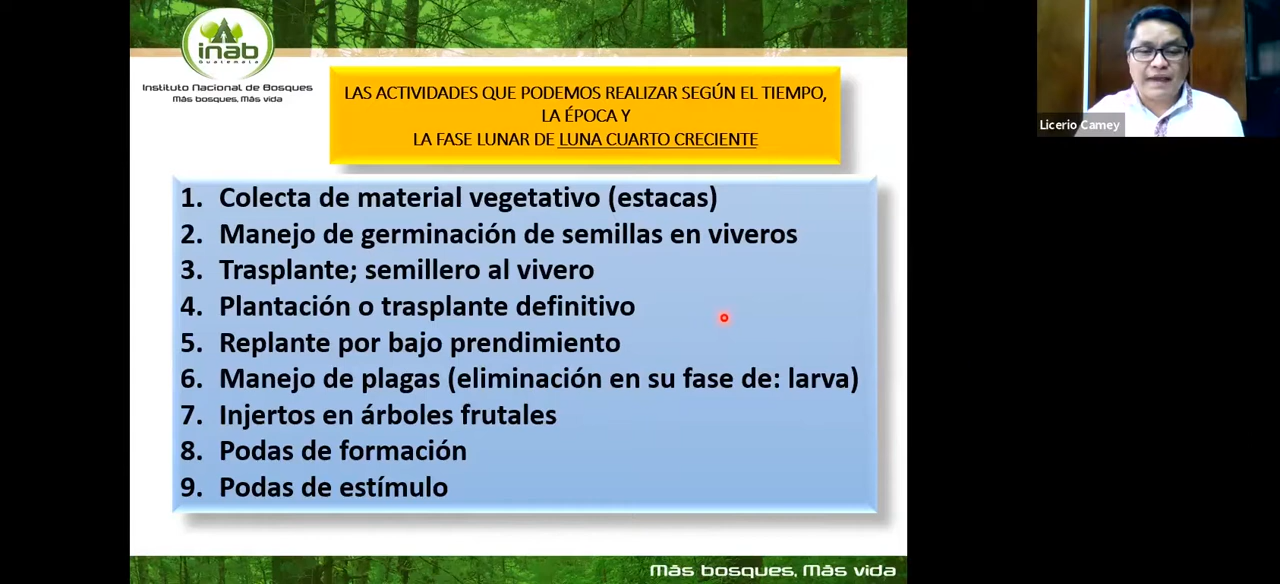 inab
Guatemala
Instituto Nacional de Bosques
Más bosques, Más vida
LAS ACTIVIDADES QUE PODEMOS REALIZAR SEGÚN EL TIEMPO,
LA ÉPOCA Y
LA FASE LUNAR DE LUNA CUARTO CRECIENTE
Licerio Camey
1. Colecta de material vegetativo (estacas)
2. Manejo de germinación de semillas en viveros
3. Trasplante; semillero al vivero
4. Plantación o trasplante definitivo
5. Replante por bajo prendimiento
6. Manejo de plagas (eliminación en su fase de: larva)
7. Injertos en árboles frutales
8. Podas de formación
9. Podas de estímulo
Más bosques, Más vida